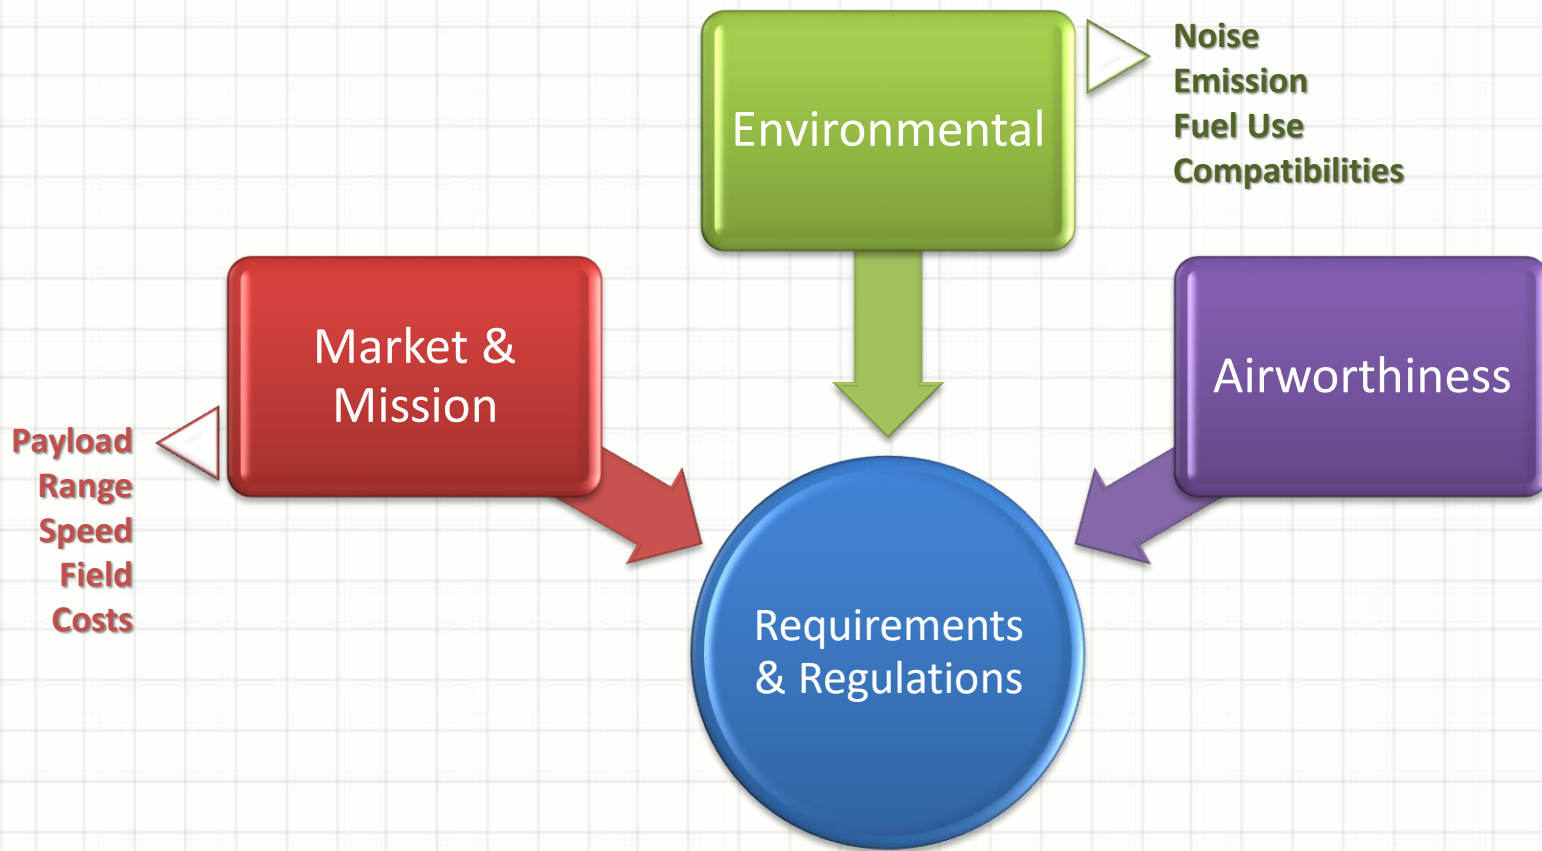 Environmental
Noise
Emission
Fuel Use
Compatibilities
Market &
Mission
Payload
Range
Speed
Field
Costs
Airworthiness
Requirements
& Regulations